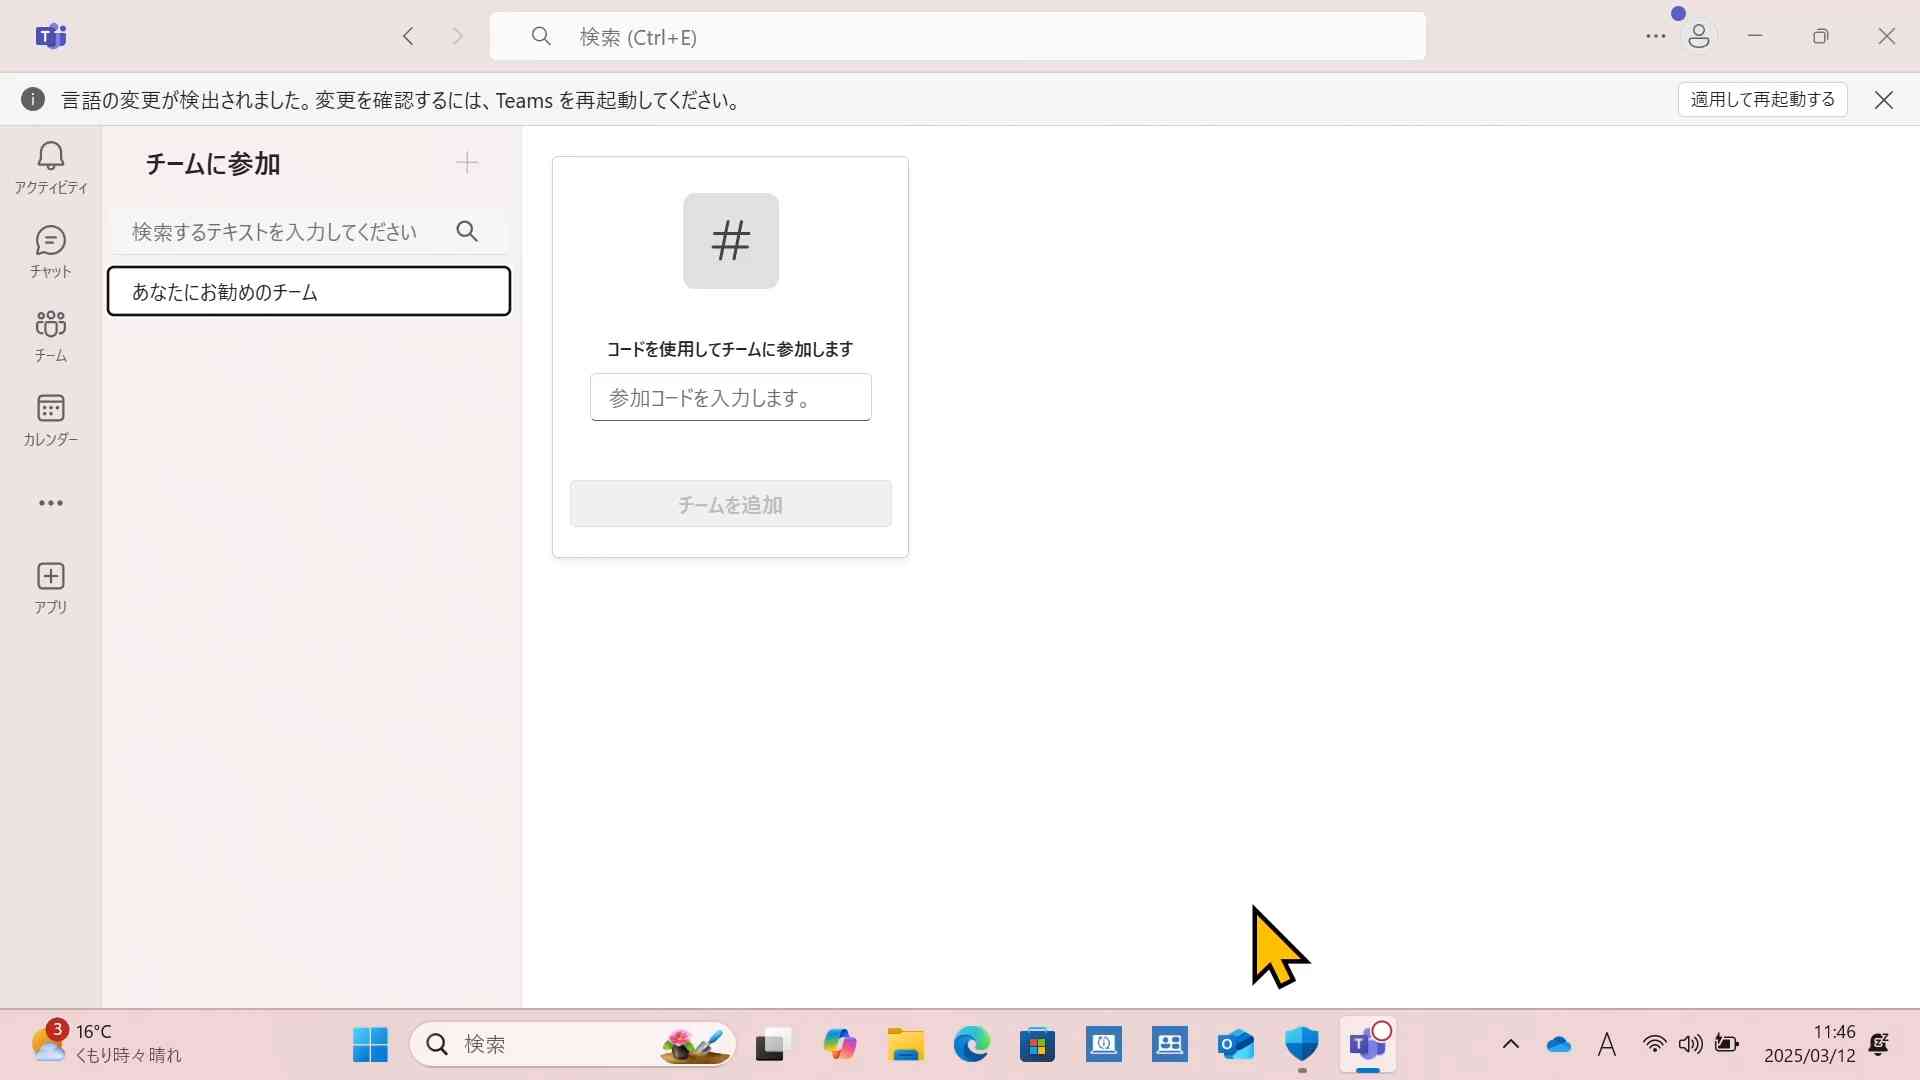 検索 (Ctrl+E)
言語の変更が検出されました。変更を確認するには、Teams を再起動してください。
適用して再起動する
アクティビティ
チャット
チーム
カレンダー
アプリ
チームに参加
検索するテキストを入力してください
あなたにお勧めのチーム
#
コードを使用してチームに参加します
参加コードを入力します。
チームを追加
3
16°C
くもり時々晴れ
検索
A
11:46
2025/03/12